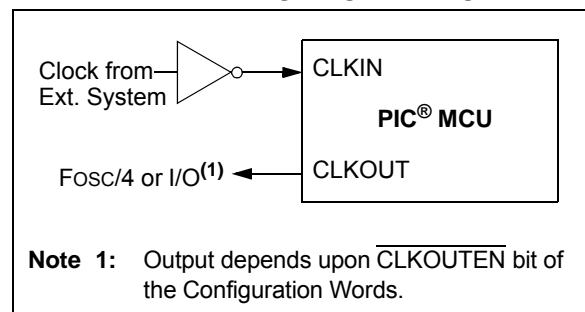 Clock from
Ext. System
CLKIN
PIC® MCU
FOSC/4 or I/O(1)
CLKOUT
Note 1: Output depends upon CLKOUTEN bit of
the Configuration Words.